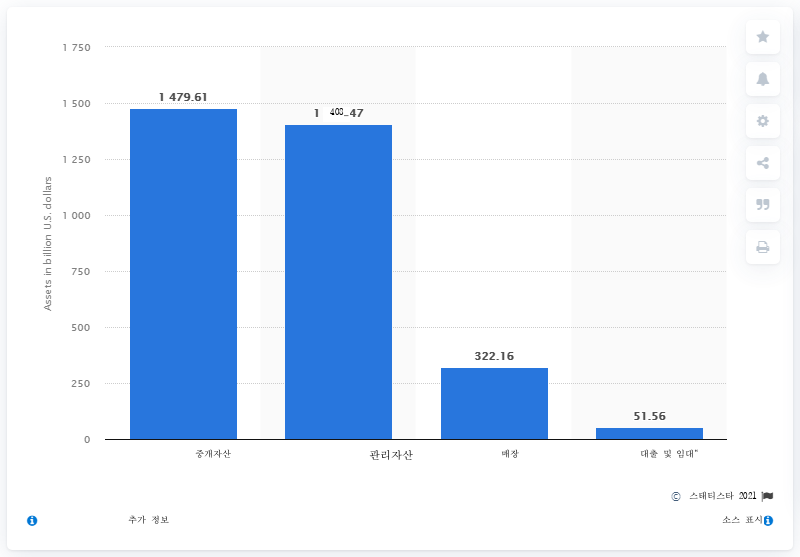 1 750
1 500
1 250
1 000
750
500
250
0
Assets in billion U.S. dollars
1 479.61
1 403_47
322.16
51.56
중개자산
관리자산
매장
대출 및 임대"
© 스태티스타 2021
추가 정보
소스 표시